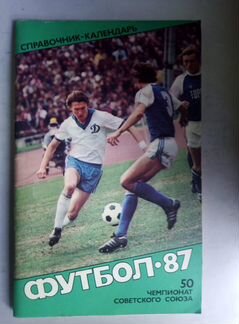 СПРАВОЧНИК-КАЛЕНДАРЬ
Д
ФУТБОЛ·87
50
ЧЕМПИОНАТ
СОВЕТСКОГО СОЮЗА